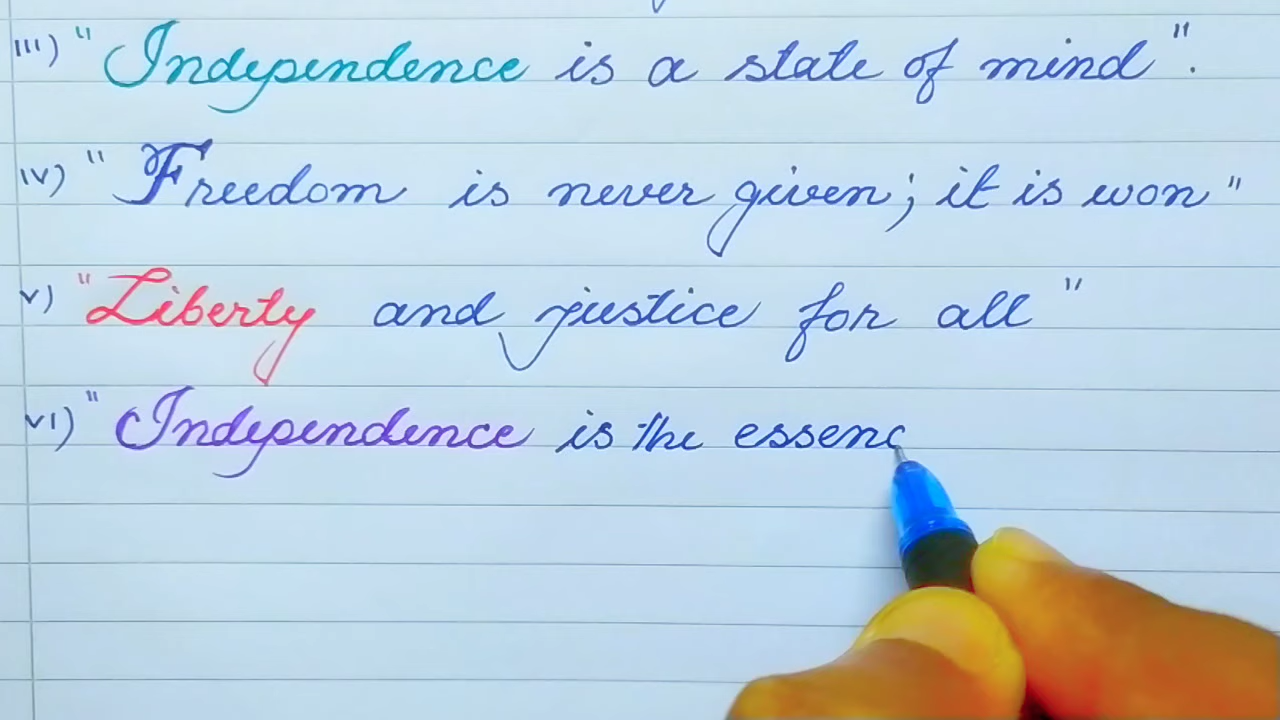 iii) "Independence is a state of mind".
iv) "Freedom is never given; it is won"
v) "Liberty and justice for all"
vi) "Independence is the essenc